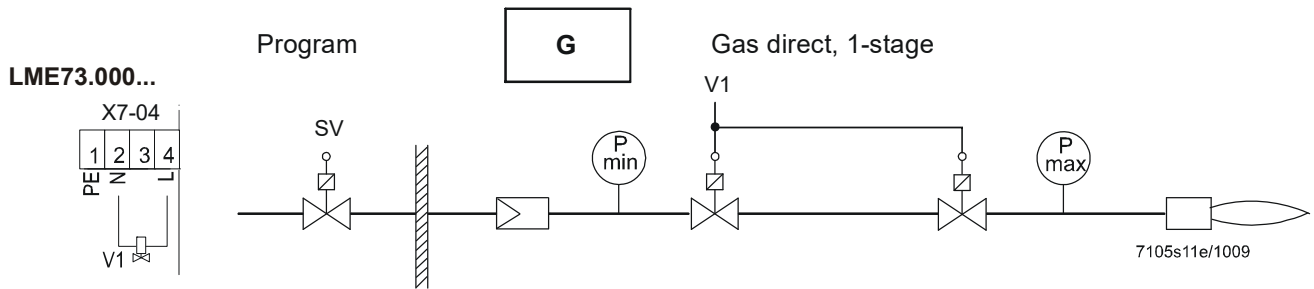 Program
G
Gas direct, 1-stage
LME73.000...
X7-04
1 2 3 4
PE
N
L
V1
SV
P
min
V1
P
max
7105s11e/1009